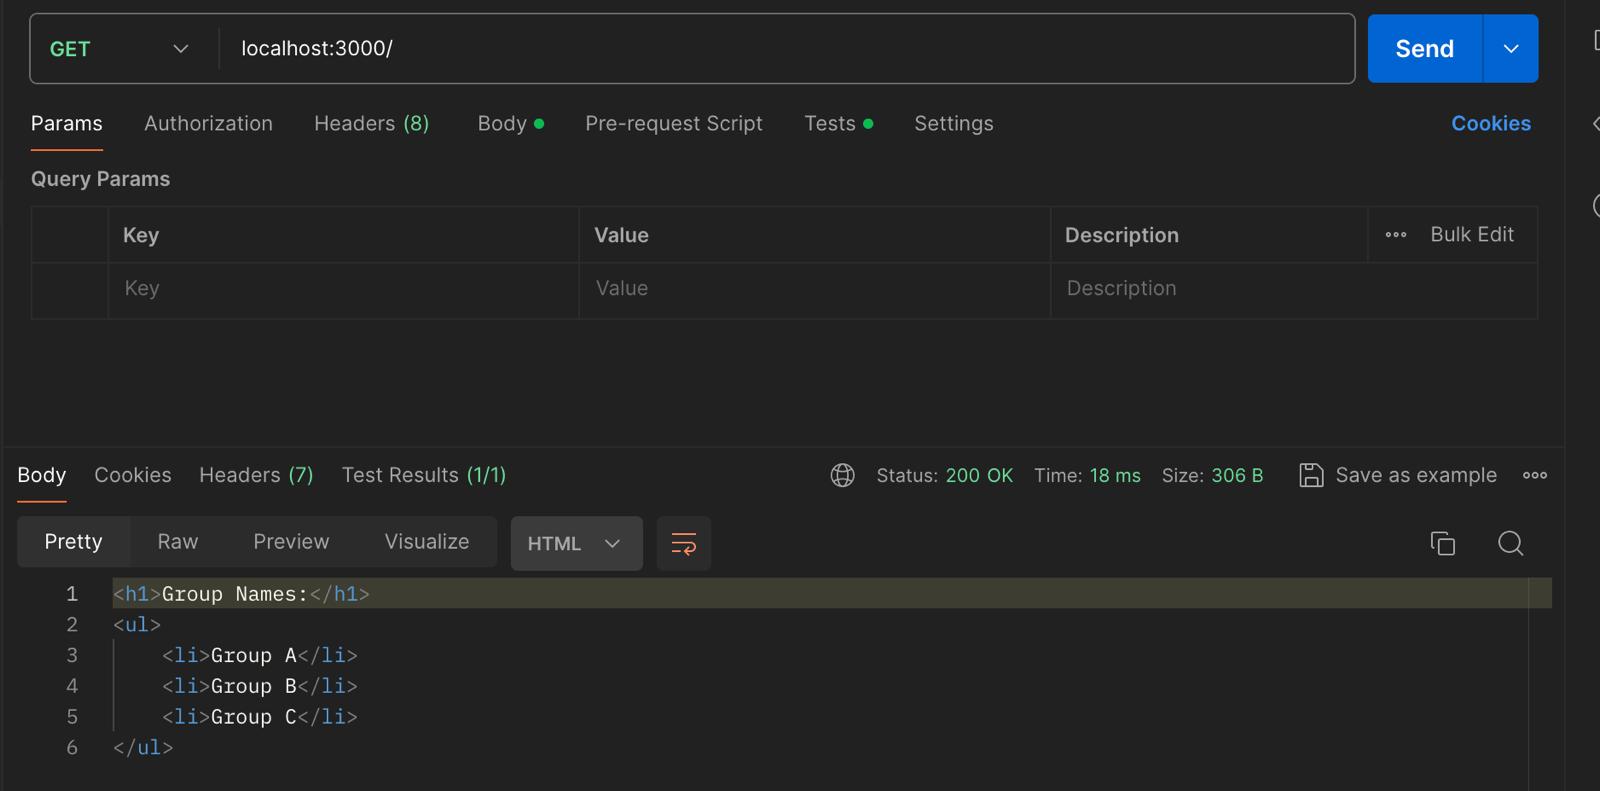 GET localhost:3000/ Send
Params Authorization Headers (8) Body Pre-request Script Tests Settings Cookies
Query Params
Key Value Description Bulk Edit
Key Value Description
Body Cookies Headers (7) Test Results (1/1) Status: 200 OK Time: 18 ms Size: 306 B Save as example
Pretty Raw Preview Visualize HTML
1 <h1>Group Names:</h1>
2 <ul>
3 <li>Group A</li>
4 <li>Group B</li>
5 <li>Group C</li>
6 </ul>